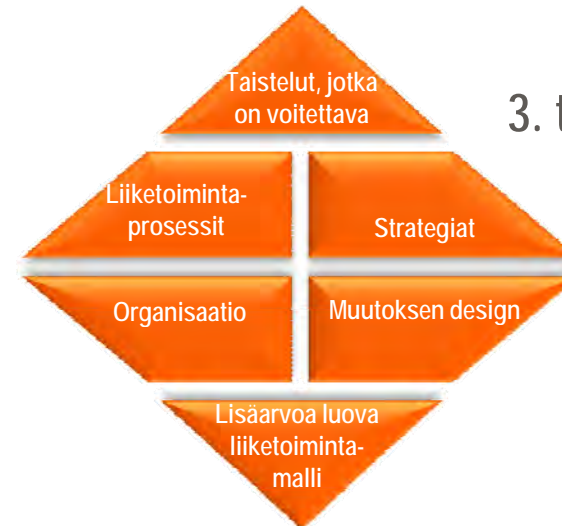 Taistelut, jotka
on voitettava
3. t
Liiketoiminta-
prosessit
Strategiat
Organisaatio
Muutoksen design
Lisäarvoa luova
liiketoiminta-
malli